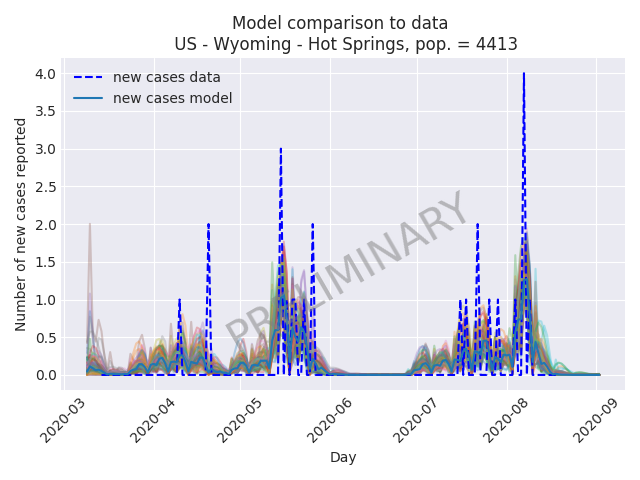 Model comparison to data
US - Wyoming - Hot Springs, pop. = 4413
4.0
3.5
3.0
2.5
2.0
1.5
1.0
0.5
0.0
Number of new cases reported
new cases data
new cases model
PRELIMINARY
2020-03
2020-04
2020-05
2020-06
2020-07
2020-08
2020-09
Day